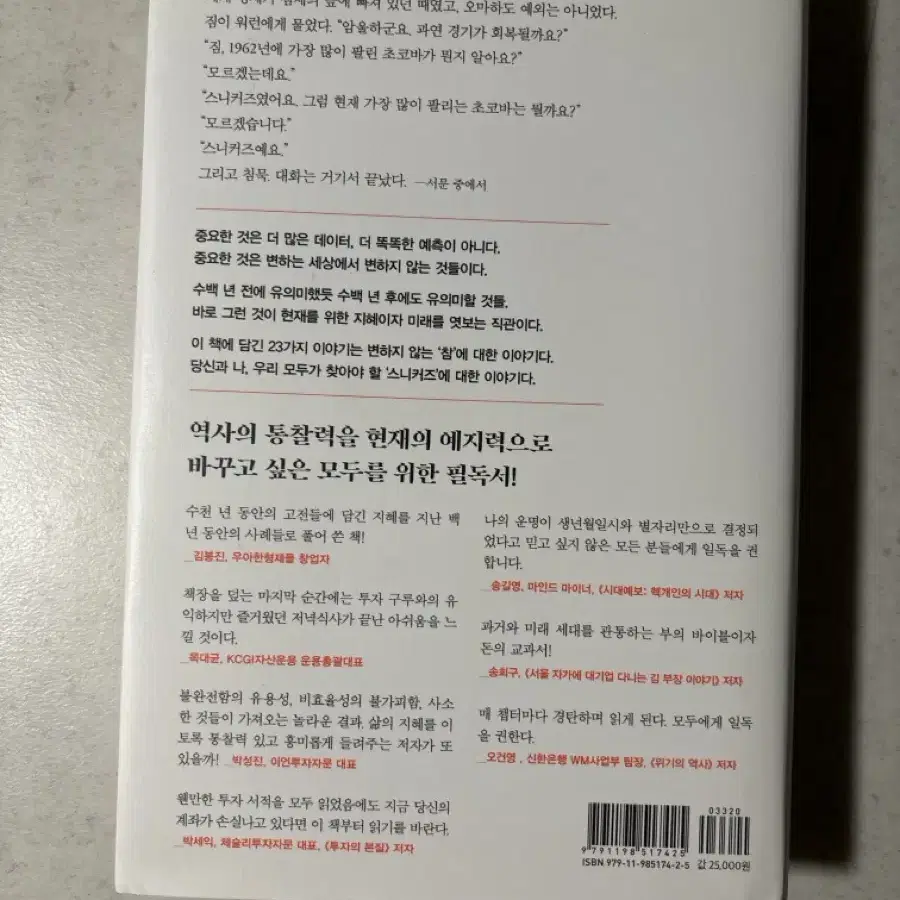 짐이 워런에게 물었다. “암울하군요, 과연 경기가 회복될까요?”
“짐, 1962년에 가장 많이 팔린 초코바가 뭔지 알아요?”
“모르겠는데요.”
“스니커즈였어요. 그럼 현재 가장 많이 팔리는 초코바는 뭘까요?”
“모르겠습니다.”
“스니커즈예요.”
그리고 침묵. 대화는 거기서 끝났다. —서문 중에서
중요한 것은 더 많은 데이터, 더 똑똑한 예측이 아니다.
중요한 것은 변하는 세상에서 변하지 않는 것들이다.
수백 년 전에 유의미했듯 수백 년 후에도 유의미할 것들.
바로 그런 것이 현재를 위한 지혜이자 미래를 엿보는 직관이다.
이 책에 담긴 23가지 이야기는 변하지 않는 ‘참’에 대한 이야기다.
당신과 나, 우리 모두가 찾아야 할 ‘스니커즈’에 대한 이야기다.
역사의 통찰력을 현재의 예지력으로
바꾸고 싶은 모두를 위한 필독서!
수천 년 동안의 고전들에 담긴 지혜를 지난 백
년 동안의 사례들로 풀어 쓴 책!
_김봉진, 우아한형제들 창업자
책장을 덮는 마지막 순간에는 투자 구루와의 유
익하지만 즐거웠던 저녁식사가 끝난 아쉬움을 느
낄 것이다.
_목대균, KCGI자산운용 운용총괄대표
불완전함의 유용성, 비효율성의 불가피함, 사소
한 것들이 가져오는 놀라운 결과. 삶의 지혜를 이
토록 통찰력 있고 흥미롭게 들려주는 저자가 또
있을까! _박성진, 이언투자자문 대표
웬만한 투자 서적을 모두 읽었음에도 지금 당신의
계좌가 손실나고 있다면 이 책부터 읽기를 바란다.
_박세익, 체슬리투자자문 대표, 《투자의 본질》 저자
나의 운명이 생년월일시와 별자리만으로 결정되
었다고 믿고 싶지 않은 모든 분들에게 일독을 권
합니다.
_송길영, 마인드 마이너, 《시대예보: 핵개인의 시대》 저자
과거와 미래 세대를 관통하는 부의 바이블이자
돈의 교과서!
_송희구, 《서울 자가에 대기업 다니는 김 부장 이야기》 저자
매 챕터마다 경탄하며 읽게 된다. 모두에게 일독
을 권한다.
_오건영, 신한은행 WM사업부 팀장, 《위기의 역사》 저자
03320
9 791198 517425
ISBN 979-11-985174-2-5 값 25,000원